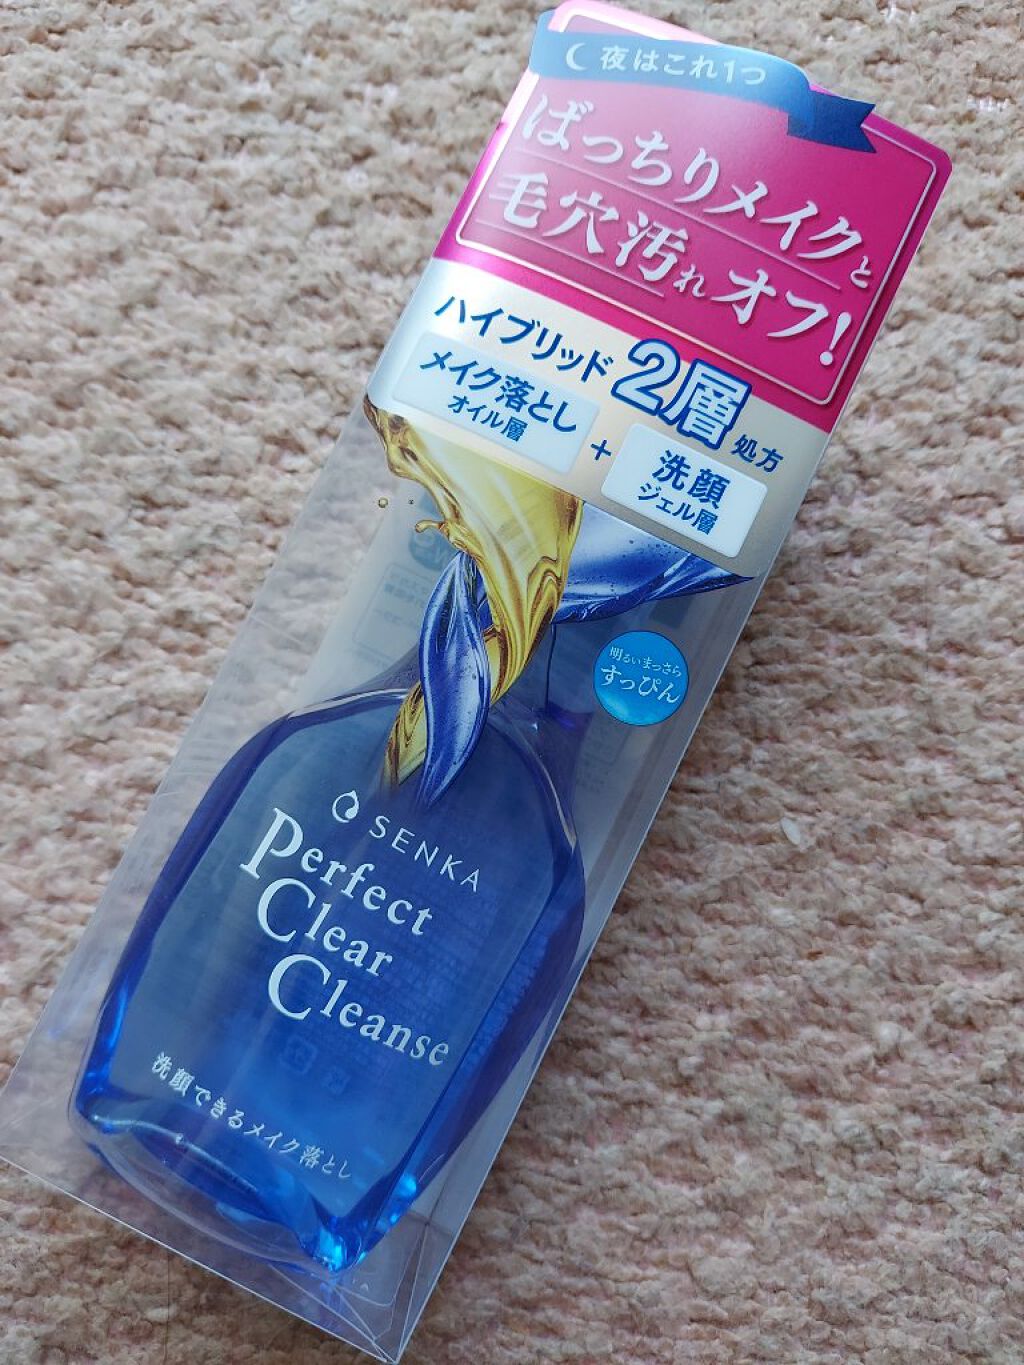 夜はこれ1つ
ばっちりメイクと
毛穴汚れオフ!
ハイブリッド2層処方
メイク落とし
オイル層
+
洗顔
ジェル層
明るいまっさら
すっぴん
SENKA
Perfect
Clear
Cleanse
洗顔できるメイク落とし